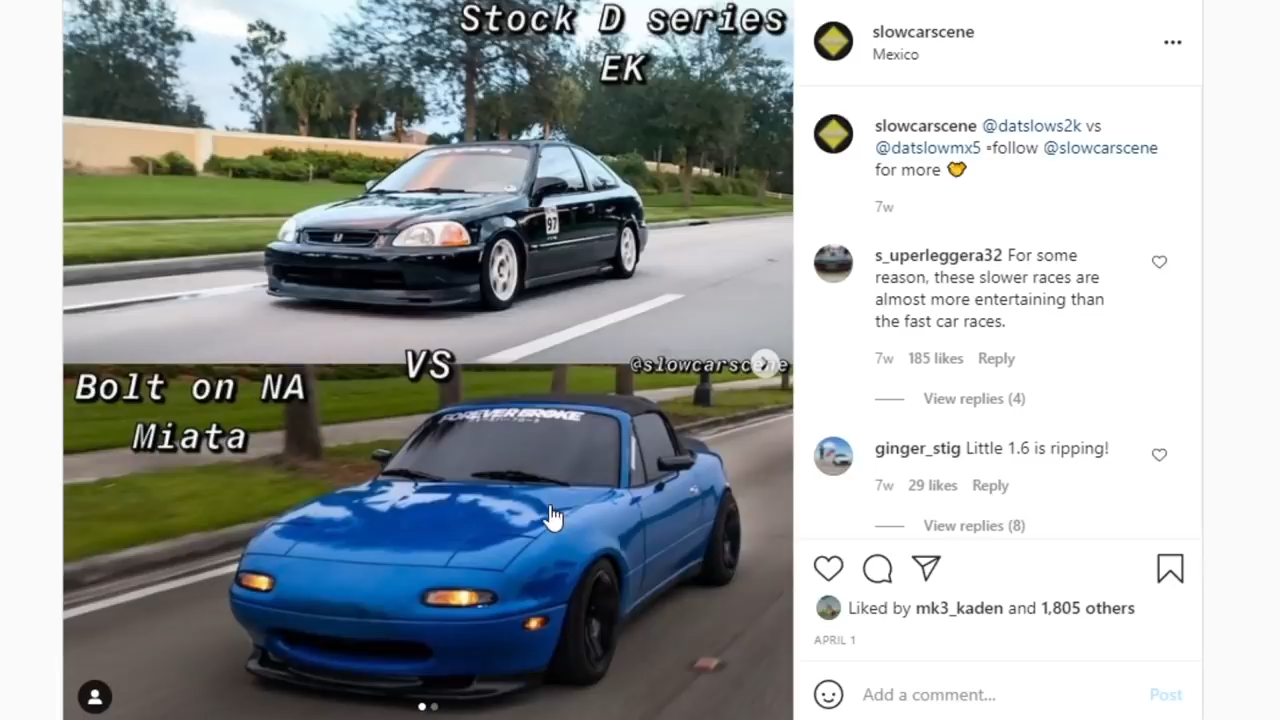 Stock D series
EK
97
VS
@slowcarscene
Bolt on NA
Miata
FOREVER BROKE
slowcarscene
Mexico
slowcarscene @datslows2k vs
@datslowmx5 •follow @slowcarscene
for more
7w
s_uperleggera32 For some
reason, these slower races are
almost more entertaining than
the fast car races.
7w 185 likes Reply
View replies (4)
ginger_stig Little 1.6 is ripping!
7w 29 likes Reply
View replies (8)
Liked by mk3_kaden and 1,805 others
APRIL 1
Add a comment...
Post